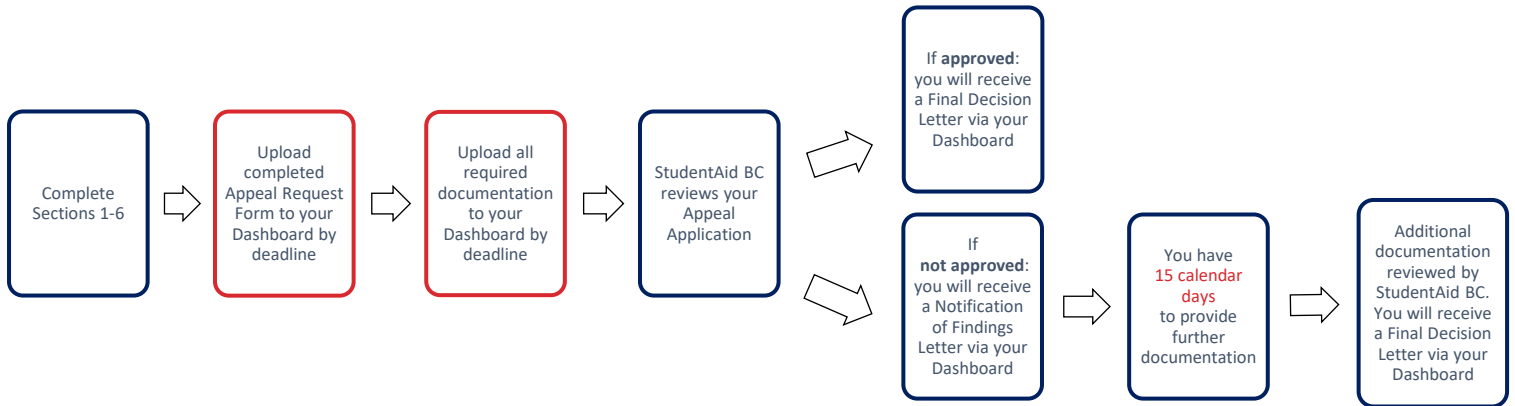 Complete
Sections 1-6
Upload
completed
Appeal Request
Form to your
Dashboard by
deadline
Upload all
required
documentation
to your
Dashboard by
deadline
StudentAid BC
reviews your
Appeal
Application
If approved:
you will receive
a Final Decision
Letter via your
Dashboard
If
not approved:
you will receive
a Notification
of Findings
Letter via your
Dashboard
You have
15 calendar
days
to provide
further
documentation
Additional
documentation
reviewed by
StudentAid BC.
You will receive
a Final Decision
Letter via your
Dashboard